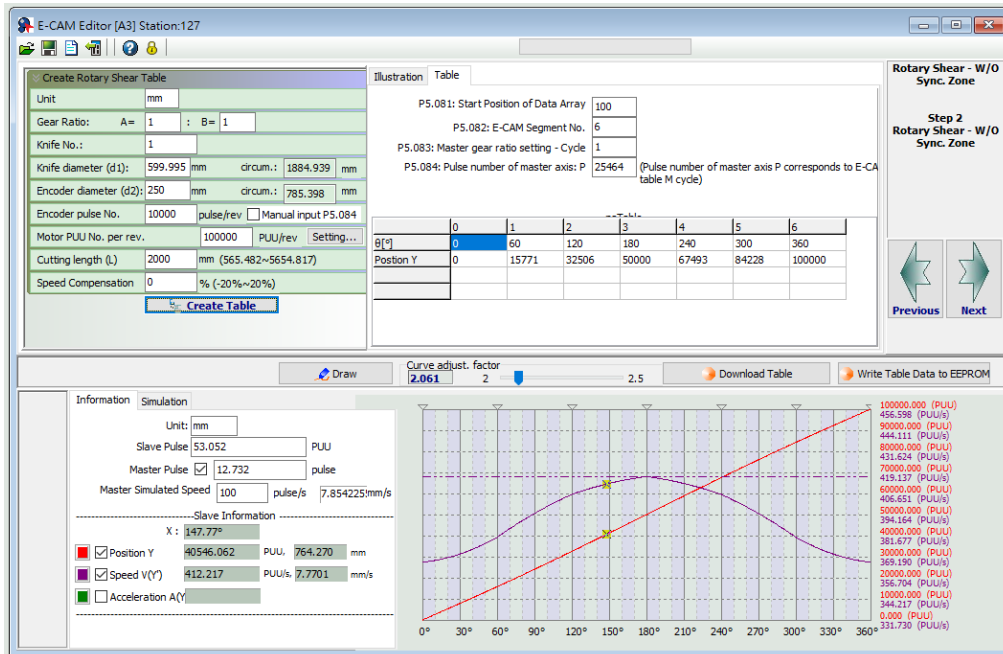 E-CAM Editor [A3] Station:127
Create Rotary Shear Table
Unit mm
Gear Ratio: A= 1 : B= 1
Knife No.: 1
Knife diameter (d1): 599.995 mm circum.: 1884.939 mm
Encoder diameter (d2): 250 mm circum.: 785.398 mm
Encoder pulse No. 10000 pulse/rev Manual input P5.084
Motor PUU No. per rev. 100000 PUU/rev Setting...
Cutting length (L) 2000 mm (565.482~5654.817)
Speed Compensation 0 % (-20%~20%)
Create Table
Illustration Table
P5.081: Start Position of Data Array 100
P5.082: E-CAM Segment No. 6
P5.083: Master gear ratio setting - Cycle 1
P5.084: Pulse number of master axis: P 25464 (Pulse number of master axis P corresponds to E-CA
table M cycle)
0 1 2 3 4 5 6
θ[°] 0 60 120 180 240 300 360
Postion Y 0 15771 32506 50000 67493 84228 100000
Rotary Shear - W/O
Sync. Zone
Step 2
Rotary Shear - W/O
Sync. Zone
Previous Next
Draw
Curve adjust. factor
2.061 2 2.5
Download Table
Write Table Data to EEPROM
Information Simulation
Unit: mm
Slave Pulse 53.052 PUU
Master Pulse 12.732 pulse
Master Simulated Speed 100 pulse/s 7.854225 mm/s
Slave Information
X : 147.77°
Position Y 40546.062 PUU, 764.270 mm
Speed V(Y') 412.217 PUU/s, 7.7701 mm/s
Acceleration A(Y
100000.000 (PUU)
456.598 (PUU/s)
90000.000 (PUU)
444.111 (PUU/s)
80000.000 (PUU)
431.624 (PUU/s)
70000.000 (PUU)
419.137 (PUU/s)
60000.000 (PUU)
406.651 (PUU/s)
50000.000 (PUU)
394.164 (PUU/s)
40000.000 (PUU)
381.677 (PUU/s)
30000.000 (PUU)
369.190 (PUU/s)
20000.000 (PUU)
356.704 (PUU/s)
10000.000 (PUU)
344.217 (PUU/s)
0.000 (PUU)
331.730 (PUU/s)
0° 30° 60° 90° 120° 150° 180° 210° 240° 270° 300° 330° 360°